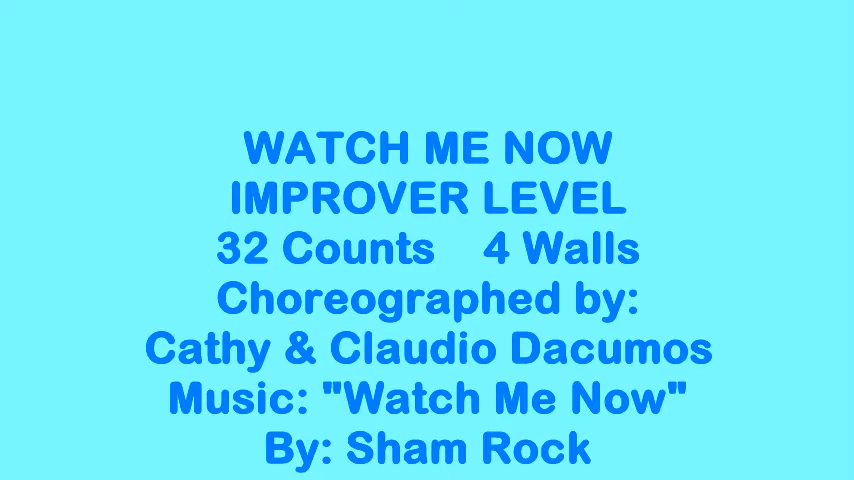 WATCH ME NOW
IMPROVER LEVEL
32 Counts    4 Walls
Choreographed by:
Cathy & Claudio Dacumos
Music: "Watch Me Now"
By: Sham Rock